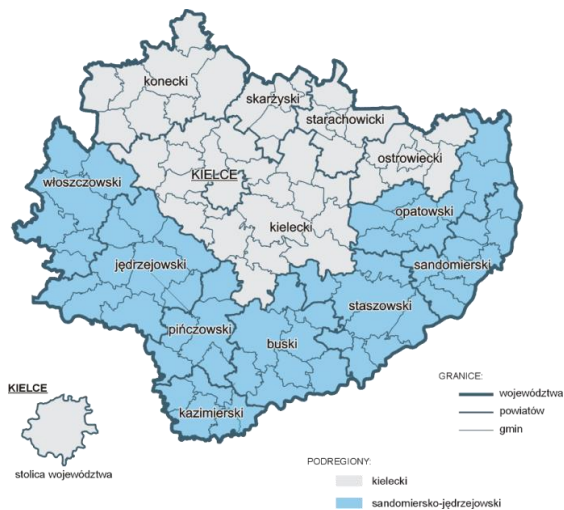 konecki
skarżyski
starachowicki
ostrowiecki
KIELCE
włoszczowski
opatowski
kielecki
jędrzejowski
sandomierski
staszowski
pińczowski
buski
kazimierski
KIELCE
stolica województwa
GRANICE:
województwa
powiatów
gmin
PODREGIONY:
kielecki
sandomiersko-jędrzejowski